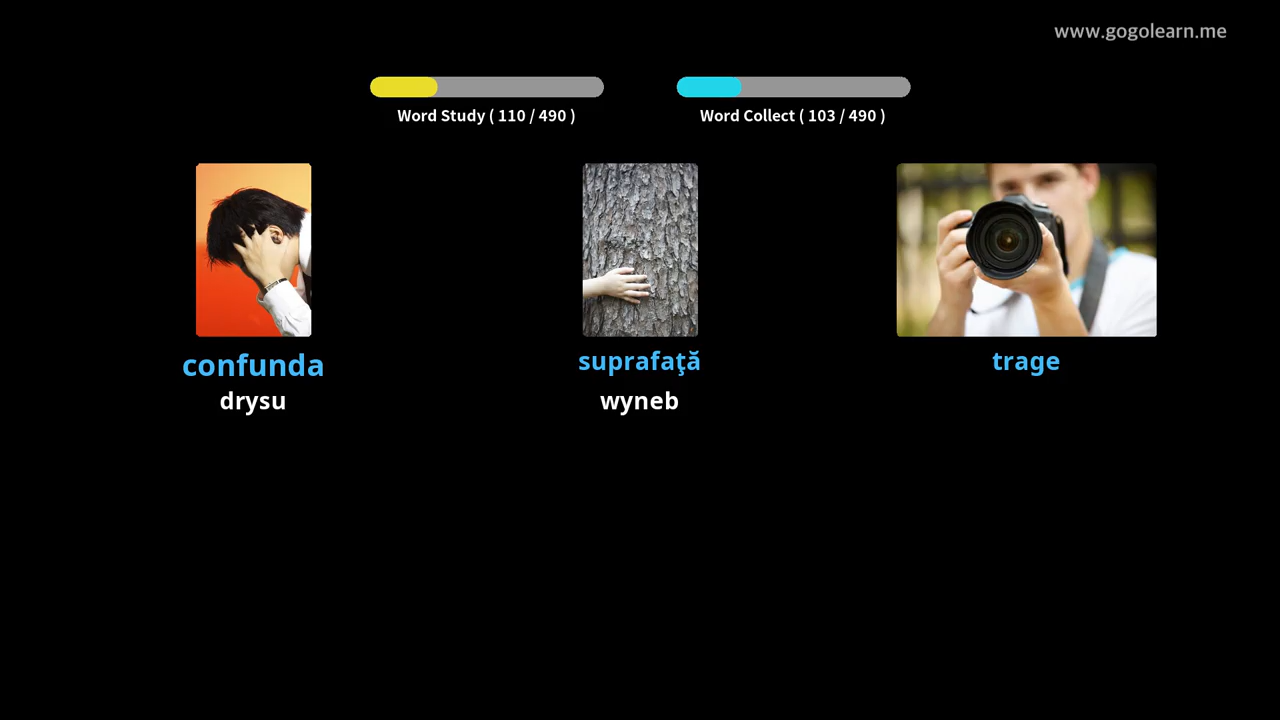 www.gogolearn.me
Word Study ( 110 / 490 )
Word Collect ( 103 / 490 )
confunda
drysu
suprafaţă
wyneb
trage